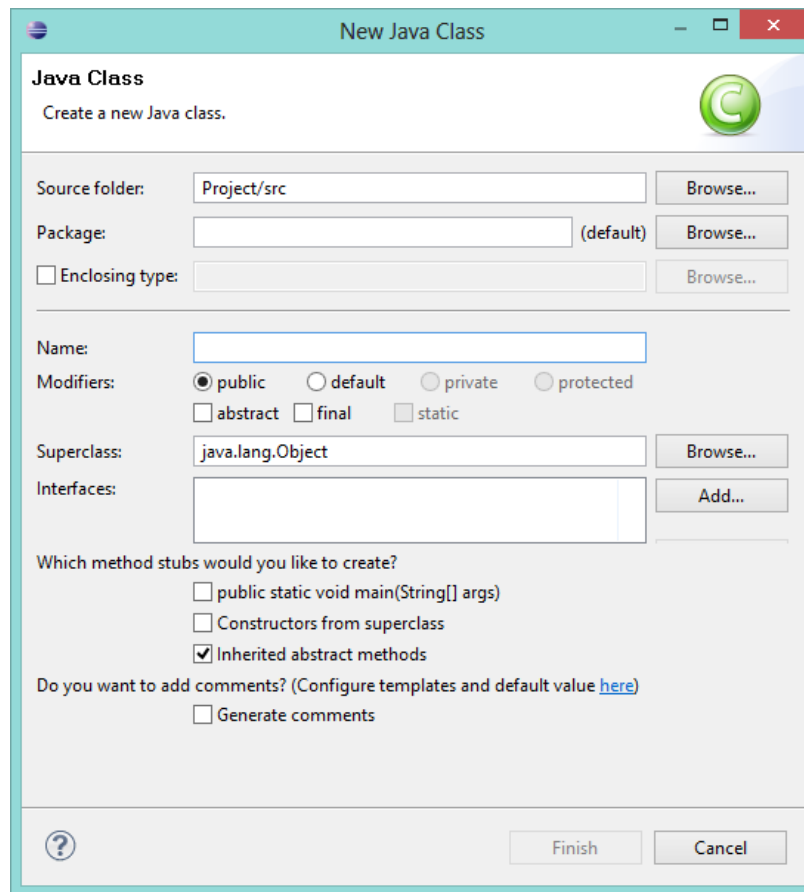 New Java Class
Java Class
Create a new Java class.
Source folder: Project/src Browse...
Package: (default) Browse...
Enclosing type: Browse...
Name:
Modifiers: public default private protected
abstract final static
Superclass: java.lang.Object Browse...
Interfaces: Add...
Which method stubs would you like to create?
public static void main(String[] args)
Constructors from superclass
Inherited abstract methods
Do you want to add comments? (Configure templates and default value here)
Generate comments
Finish Cancel